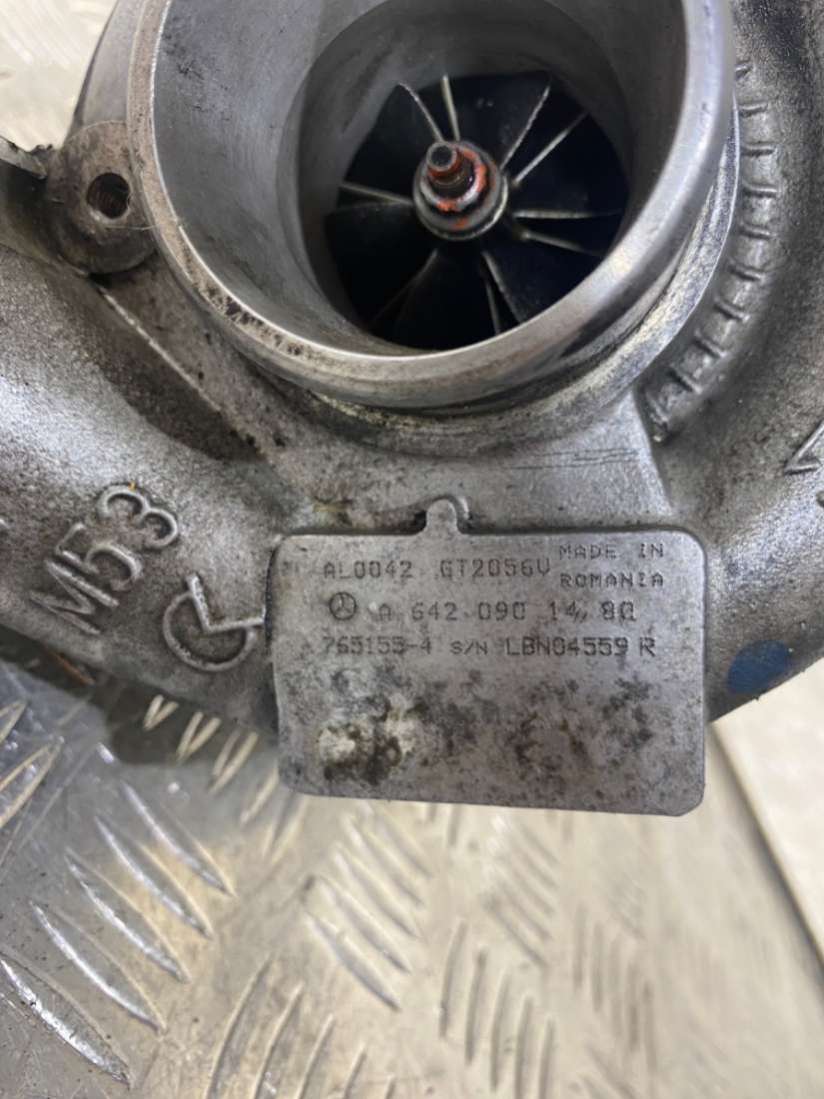 M53
AL0042 GT2056V MADE IN
ROMANIA
A 642 090 14 80
765155-4 S/N LBN04559 R